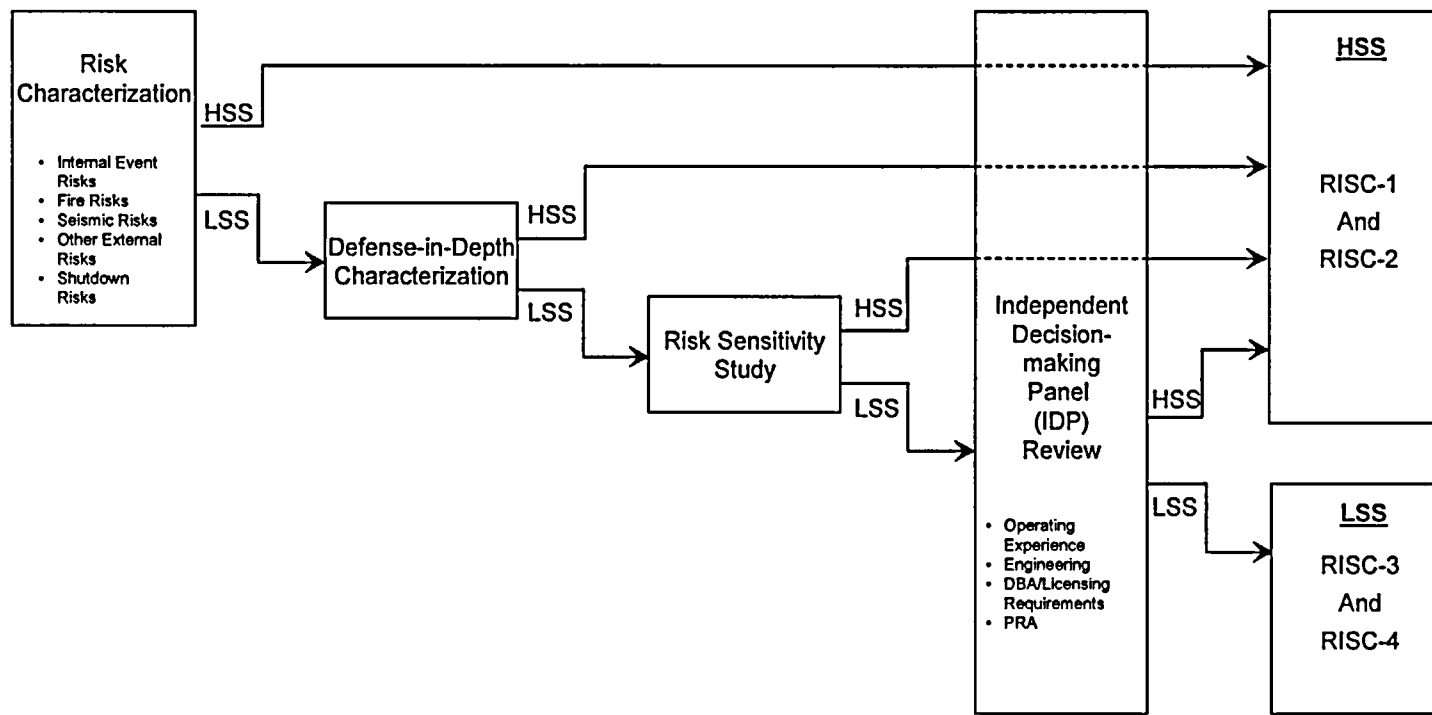 Risk
Characterization
• Internal Event
Risks
• Fire Risks
• Seismic Risks
• Other External
Risks
• Shutdown
Risks
HSS
LSS
Defense-in-Depth
Characterization
HSS
LSS
Risk Sensitivity
Study
HSS
LSS
Independent
Decision-
making
Panel
(IDP)
Review
• Operating
Experience
• Engineering
• DBA/Licensing
Requirements
• PRA
HSS
LSS
HSS
RISC-1
And
RISC-2
LSS
RISC-3
And
RISC-4